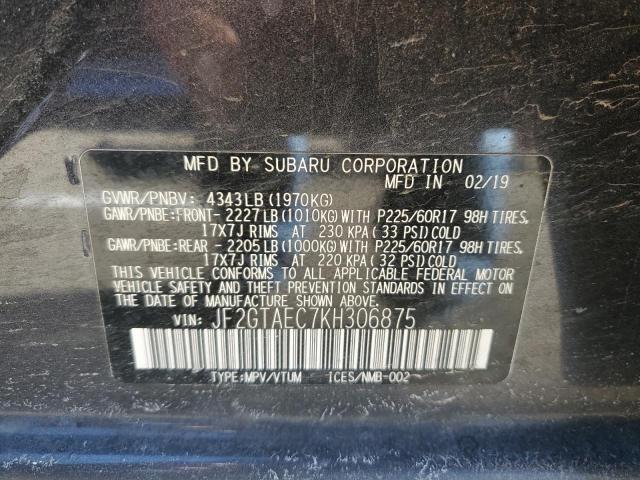 MFD BY SUBARU CORPORATION
MFD IN 02/19
GVWR/PNBV: 4343LB(1970KG)
GAWR/PNBE:FRONT- 2227LB(1010KG)WITH P225/60R17 98H TIRES,
17X7J RIMS AT 230 KPA( 33 PSI)COLD
GAWR/PNBE:REAR - 2205LB(1000KG)WITH P225/60R17 98H TIRES,
17X7J RIMS AT 220 KPA( 32 PSI)COLD
THIS VEHICLE CONFORMS TO ALL APPLICABLE FEDERAL MOTOR
VEHICLE SAFETY AND THEFT PREVENTION STANDARDS IN EFFECT ON
THE DATE OF MANUFACTURE SHOWN ABOVE.
VIN: JF2GTAEC7KH306875
TYPE:MPV/VTUM ICES/NMB-002